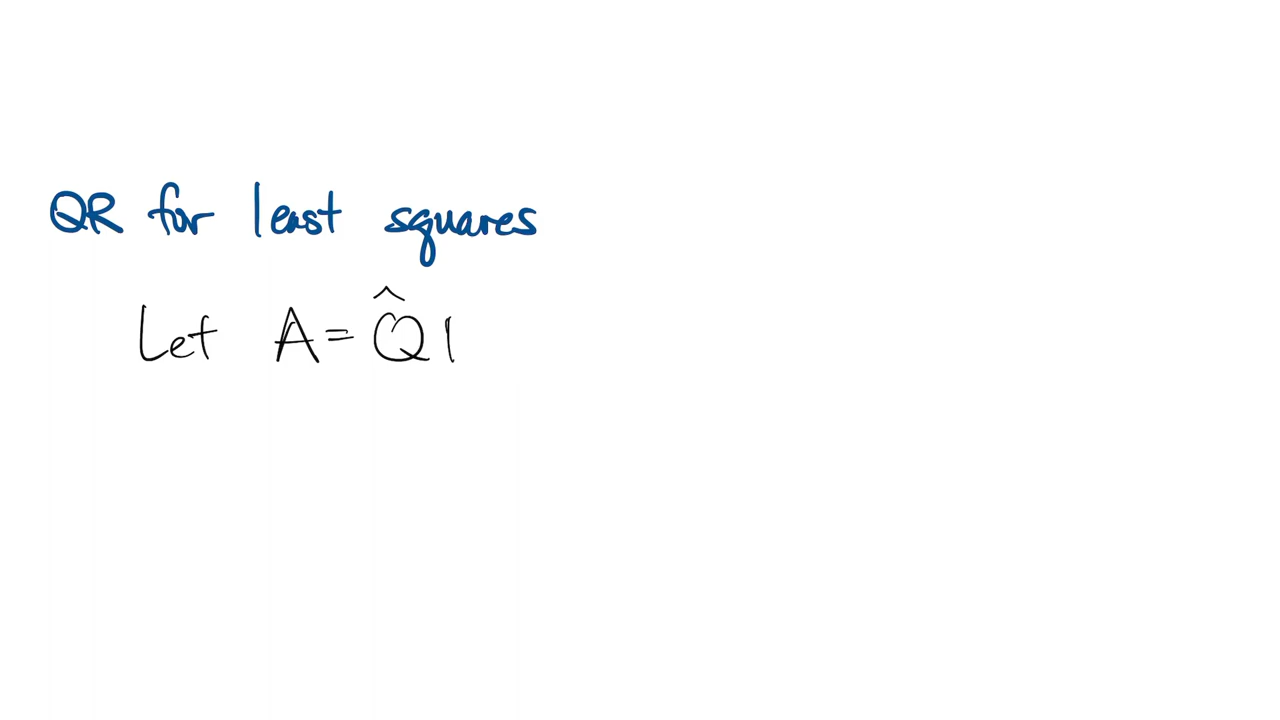 QR for least squares
Let A = Q̂ |